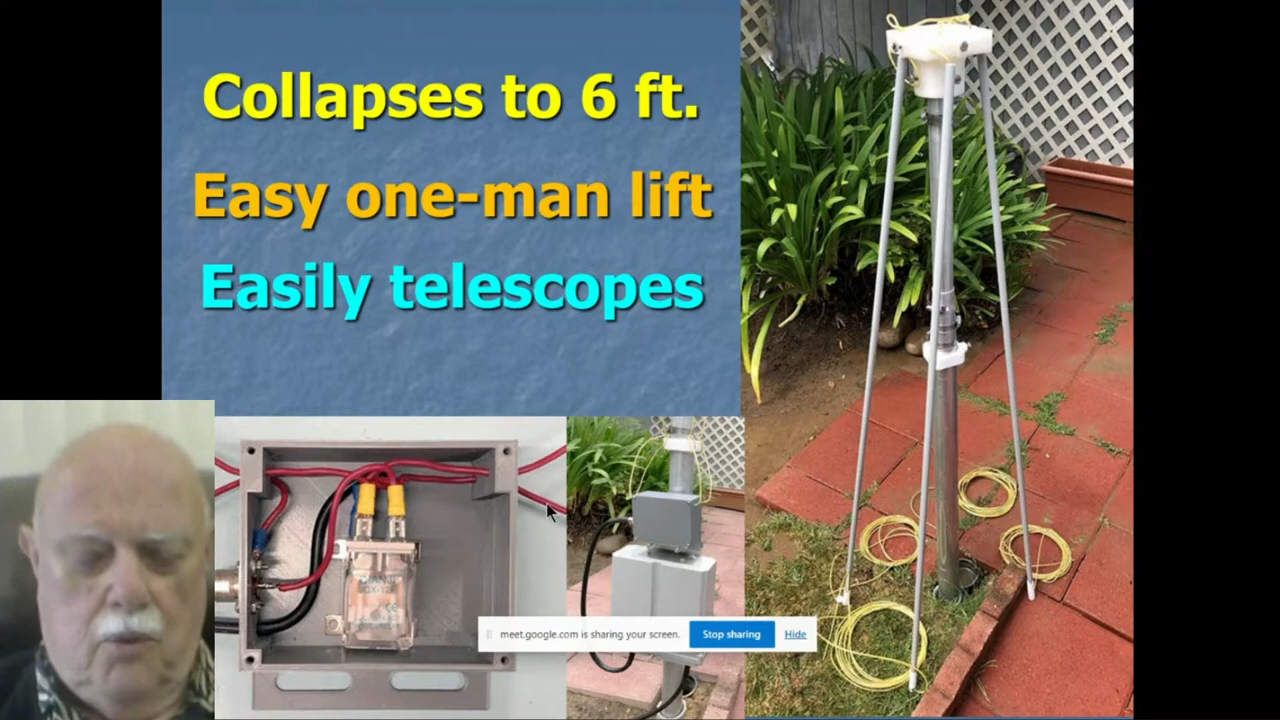 Collapses to 6 ft.
Easy one-man lift
Easily telescopes
meet.google.com is sharing your screen.
Stop sharing
Hide